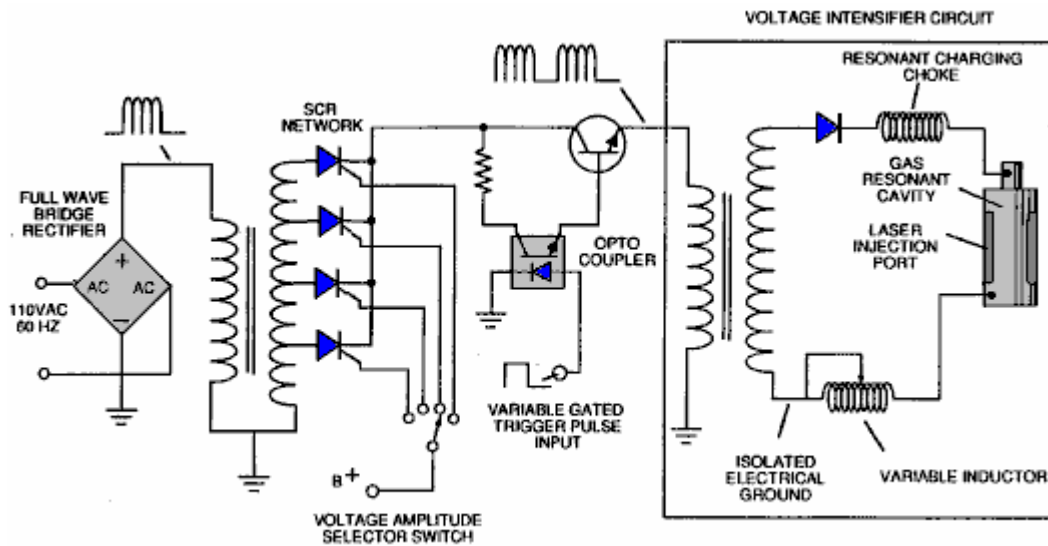 VOLTAGE INTENSIFIER CIRCUIT
RESONANT CHARGING
CHOKE
SCR
NETWORK
FULL WAVE
BRIDGE
RECTIFIER
GAS
RESONANT
CAVITY
OPTO
COUPLER
LASER
INJECTION
PORT
+
AC AC
−
110VAC
60 HZ
VARIABLE GATED
TRIGGER PULSE
INPUT
B+
ISOLATED
ELECTRICAL
GROUND
VARIABLE INDUCTOR
VOLTAGE AMPLITUDE
SELECTOR SWITCH